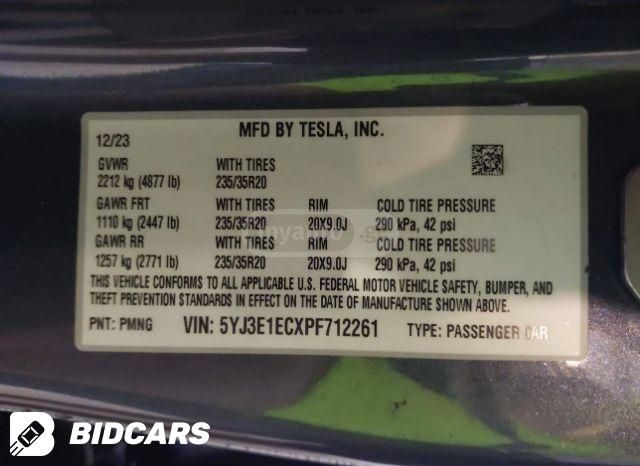 MFD BY TESLA, INC.
12/23
GVWR WITH TIRES
2212 kg (4877 lb) 235/35R20
GAWR FRT WITH TIRES RIM COLD TIRE PRESSURE
1110 kg (2447 lb) 235/35R20 20X9.0J 290 kPa, 42 psi
GAWR RR WITH TIRES RIM COLD TIRE PRESSURE
1257 kg (2771 lb) 235/35R20 20X9.0J 290 kPa, 42 psi
THIS VEHICLE CONFORMS TO ALL APPLICABLE U.S. FEDERAL MOTOR VEHICLE SAFETY, BUMPER, AND
THEFT PREVENTION STANDARDS IN EFFECT ON THE DATE OF MANUFACTURE SHOWN ABOVE.
PNT: PMNG VIN: 5YJ3E1ECXPF712261 TYPE: PASSENGER CAR
BIDCARS